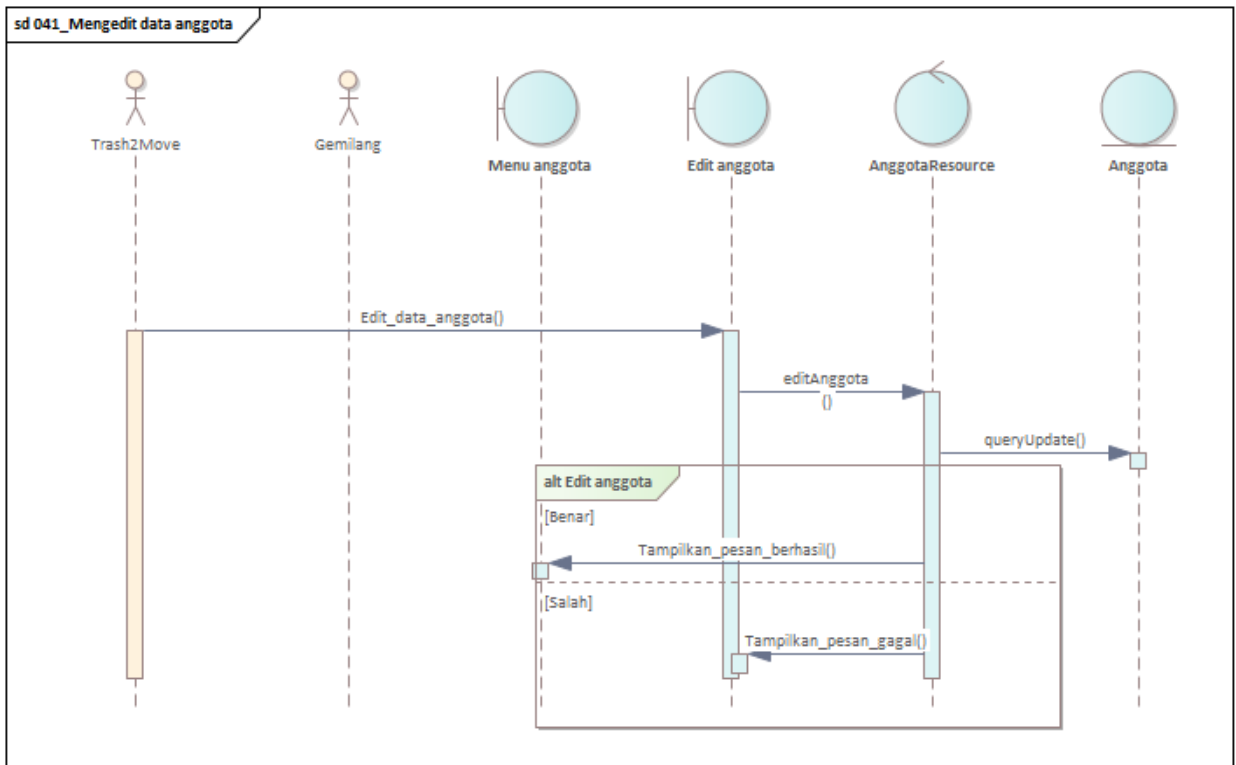 sd 041_Mengedit data anggota
Trash2Move
Gemilang
Menu anggota
Edit anggota
AnggotaResource
Anggota
Edit_data_anggota()
editAnggota
()
queryUpdate()
alt Edit anggota
[Benar]
Tampilkan_pesan_berhasil()
[Salah]
Tampilkan_pesan_gagal()